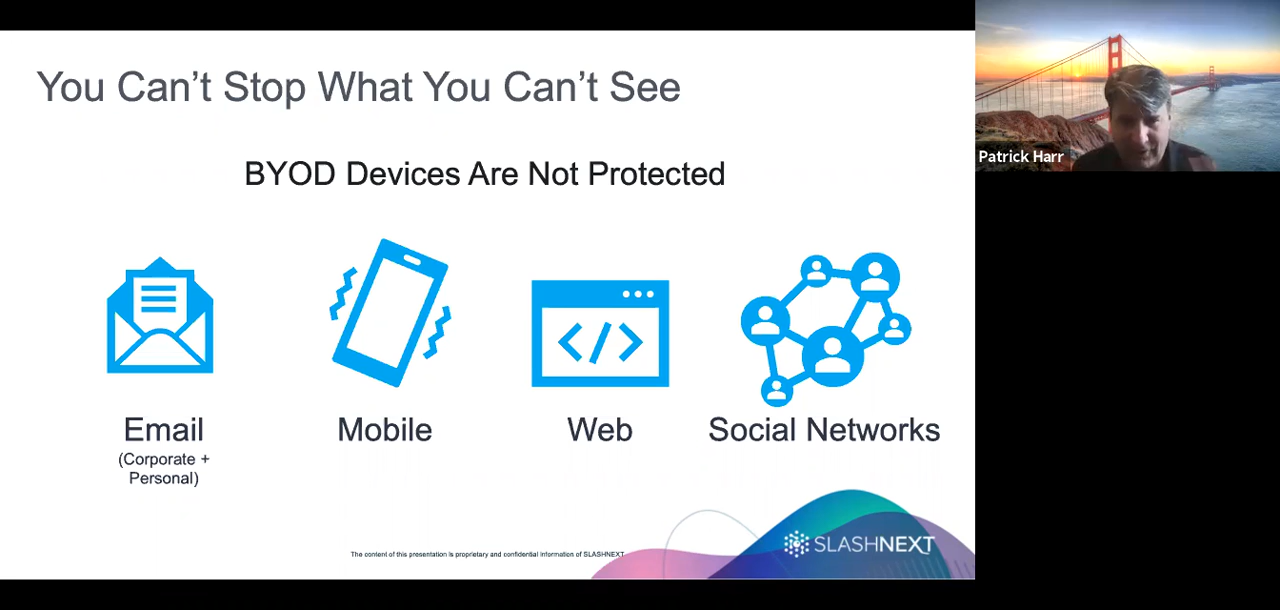 You Can't Stop What You Can't See
Patrick Harr
BYOD Devices Are Not Protected
Email
(Corporate +
Personal)
Mobile
Web
Social Networks
The content of this presentation is proprietary and confidential information of SLASHNEXT
SLASHNEXT